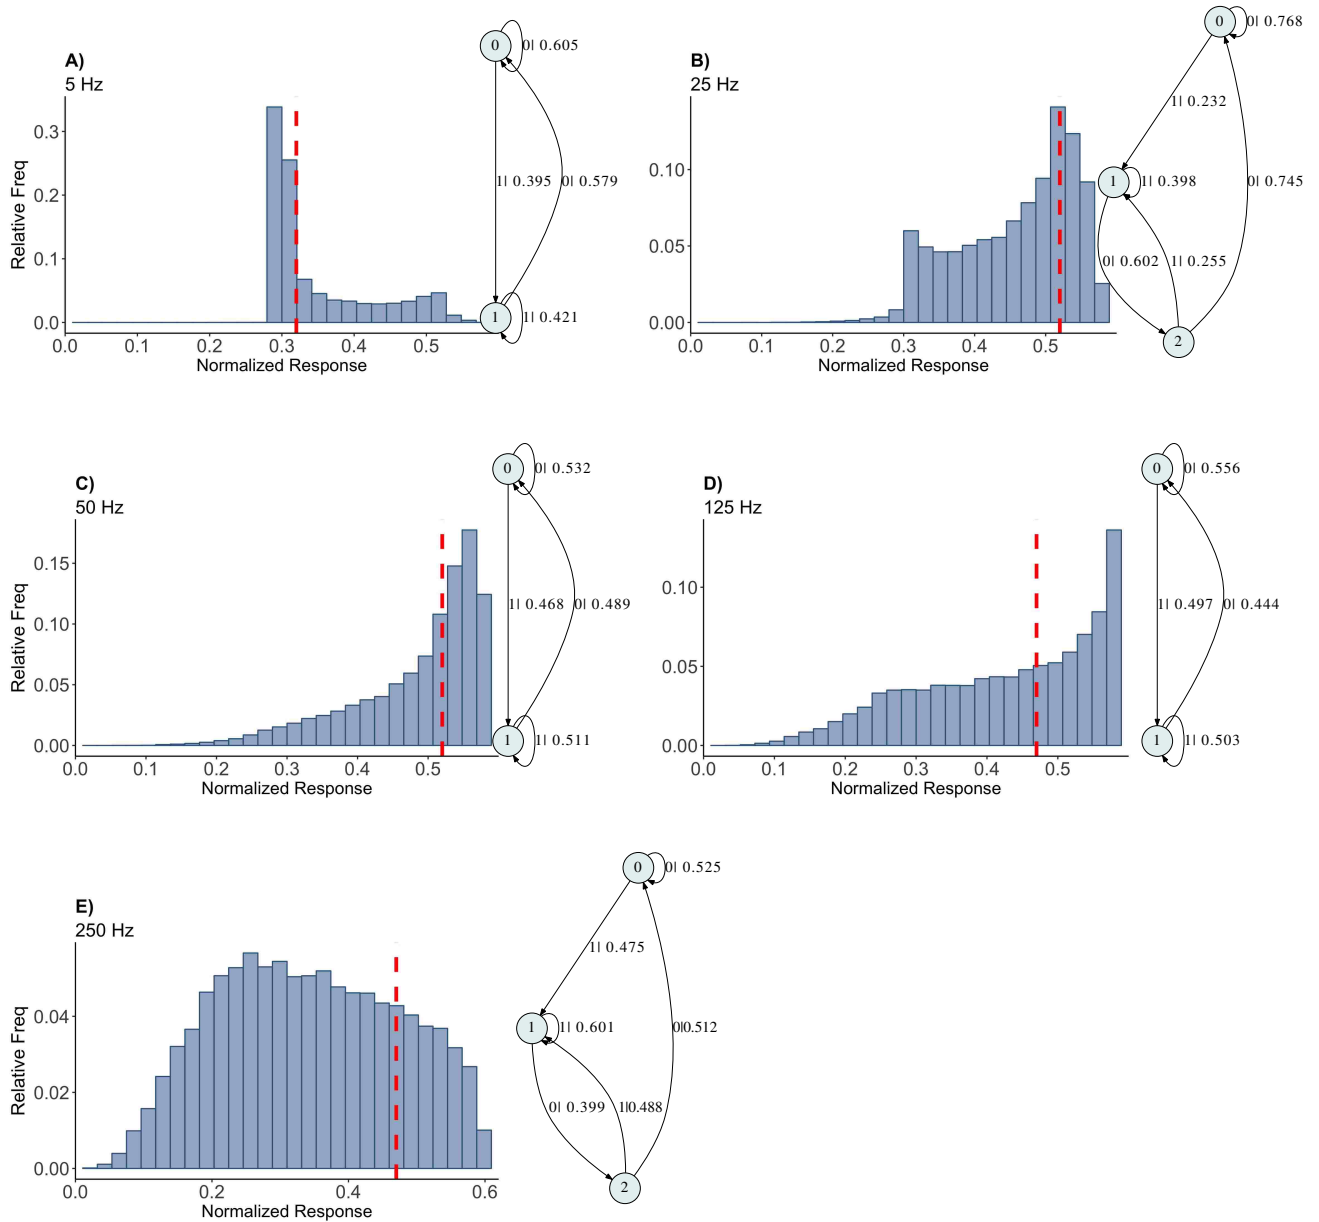 A)
5 Hz
Relative Freq
0.3
0.2
0.1
0.0
0.0 0.1 0.2 0.3 0.4 0.5
Normalized Response
0
0| 0.605
1| 0.395
0| 0.579
1
1| 0.421
B)
25 Hz
0.10
0.05
0.00
0.0 0.1 0.2 0.3 0.4 0.5
Normalized Response
0
0| 0.768
1| 0.232
1
1| 0.398
0| 0.745
0| 0.602
1| 0.255
2
C)
50 Hz
Relative Freq
0.15
0.10
0.05
0.00
0.0 0.1 0.2 0.3 0.4 0.5
Normalized Response
0
0| 0.532
1| 0.468
0| 0.489
1
1| 0.511
D)
125 Hz
0.10
0.05
0.00
0.0 0.1 0.2 0.3 0.4 0.5
Normalized Response
0
0| 0.556
1| 0.497
0| 0.444
1
1| 0.503
E)
250 Hz
Relative Freq
0.04
0.02
0.00
0.0 0.2 0.4 0.6
Normalized Response
0
0| 0.525
1| 0.475
1
1| 0.601
0|0.512
0| 0.399
1|0.488
2